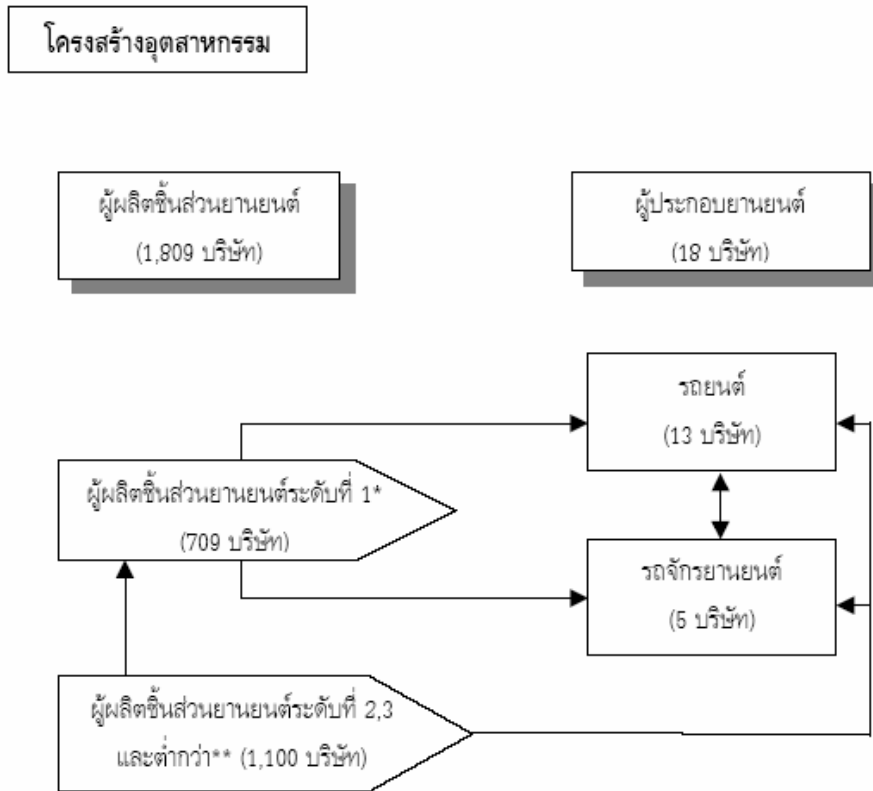 โครงสร้างอุตสาหกรรม
ผู้ผลิตชิ้นส่วนยานยนต์
(1,809 บริษัท)
ผู้ประกอบยานยนต์
(18 บริษัท)
รถยนต์
(13 บริษัท)
ผู้ผลิตชิ้นส่วนยานยนต์ระดับที่ 1*
(709 บริษัท)
รถจักรยานยนต์
(5 บริษัท)
ผู้ผลิตชิ้นส่วนยานยนต์ระดับที่ 2,3
และต่ำกว่า** (1,100 บริษัท)